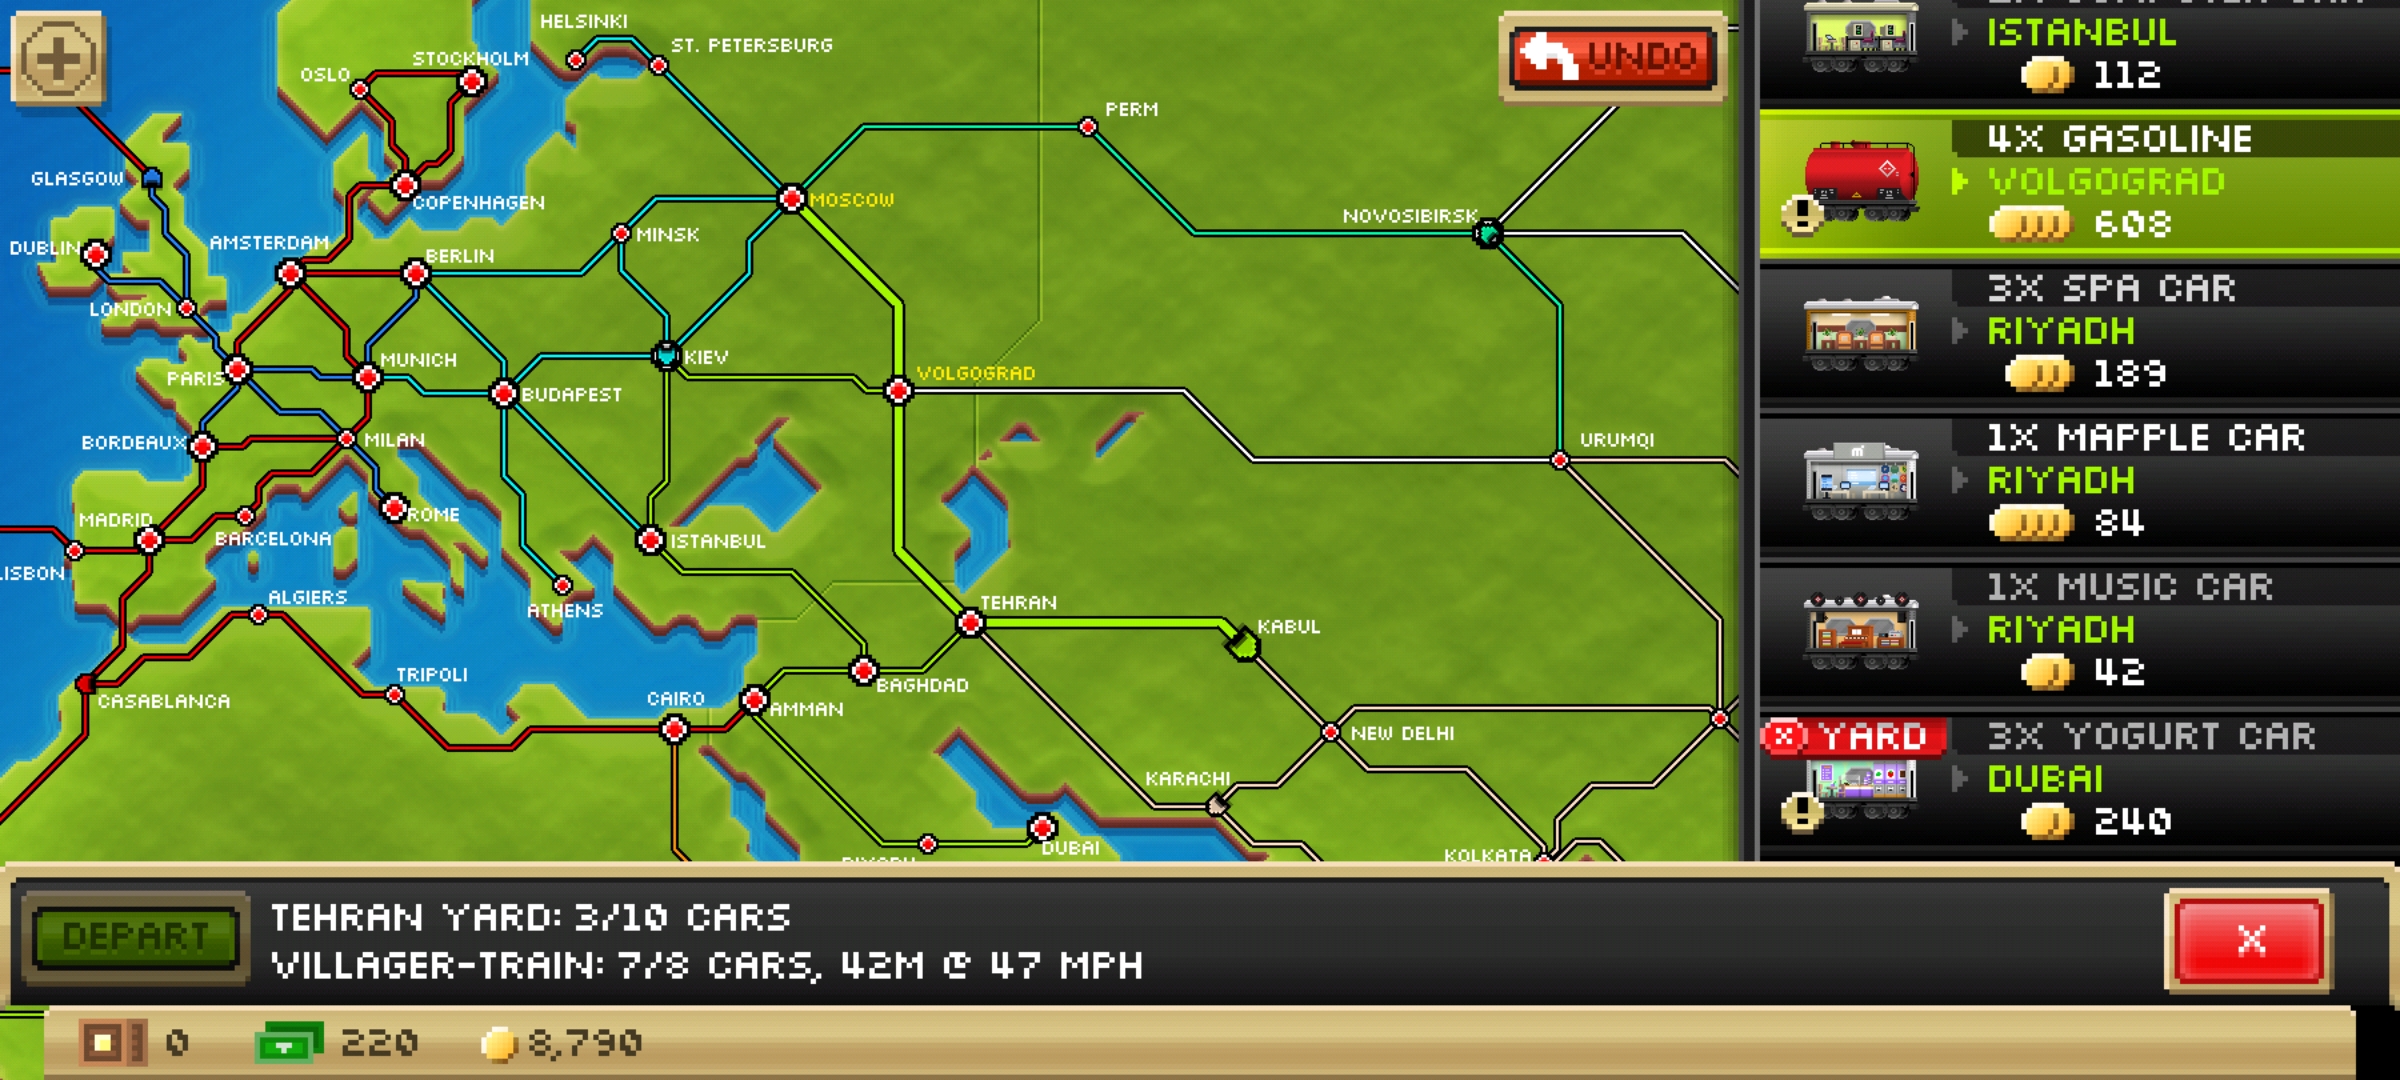 HELSINKI
ST. PETERSBURG
STOCKHOLM
OSLO
UNDO
PERM
GLASGOW
COPENHAGEN
MOSCOW
NOVOSIBIRSK
MINSK
DUBLIN
AMSTERDAM
BERLIN
LONDON
PARIS
MUNICH
KIEV
VOLGOGRAD
BUDAPEST
BORDEAUX
MILAN
URUMQI
MADRID
ROME
BARCELONA
ISTANBUL
LISBON
ALGIERS
ATHENS
TEHRAN
KABUL
TRIPOLI
CASABLANCA
CAIRO
AMMAN
BAGHDAD
NEW DELHI
KARACHI
DUBAI
KOLKATA
ISTANBUL
112
4X GASOLINE
VOLGOGRAD
608
3X SPA CAR
RIYADH
189
1X MAPPLE CAR
RIYADH
84
1X MUSIC CAR
RIYADH
42
YARD
3X YOGURT CAR
DUBAI
240
DEPART
TEHRAN YARD: 3/10 CARS
VILLAGER-TRAIN: 7/8 CARS, 42M @ 47 MPH
X
0
220
8,790